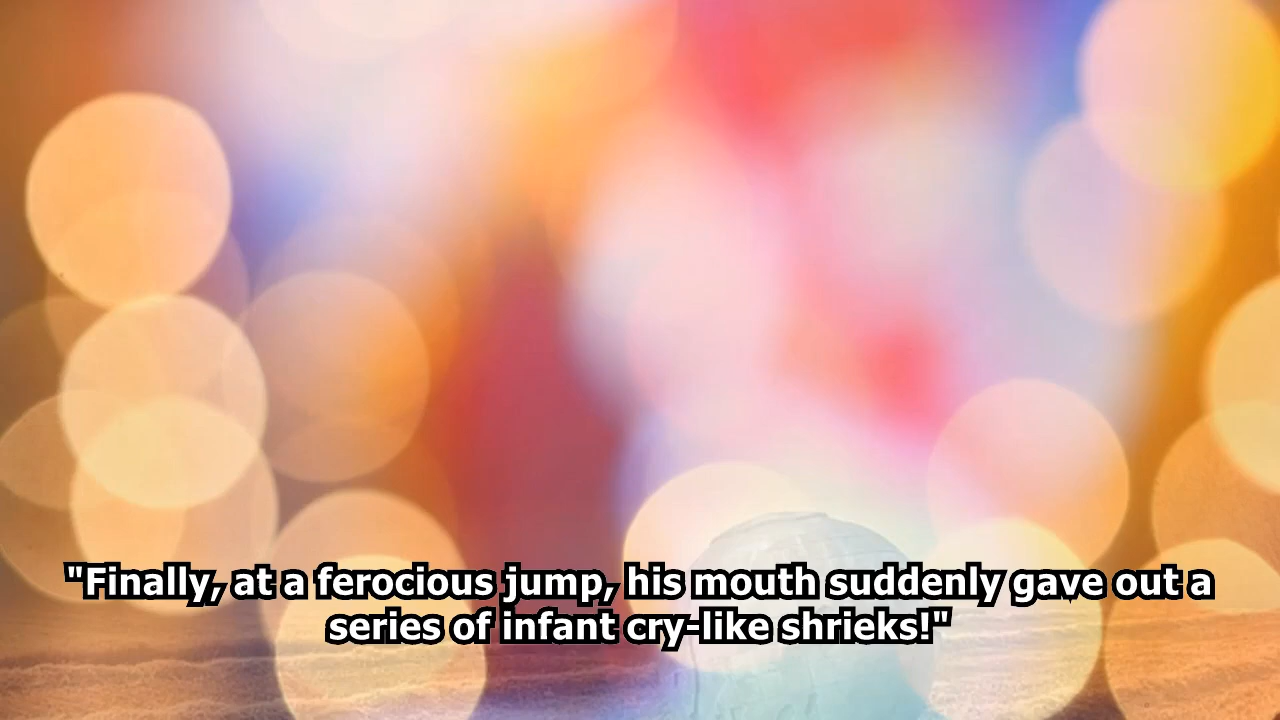 "Finally, at a ferocious jump, his mouth suddenly gave out a
series of infant cry-like shrieks!"